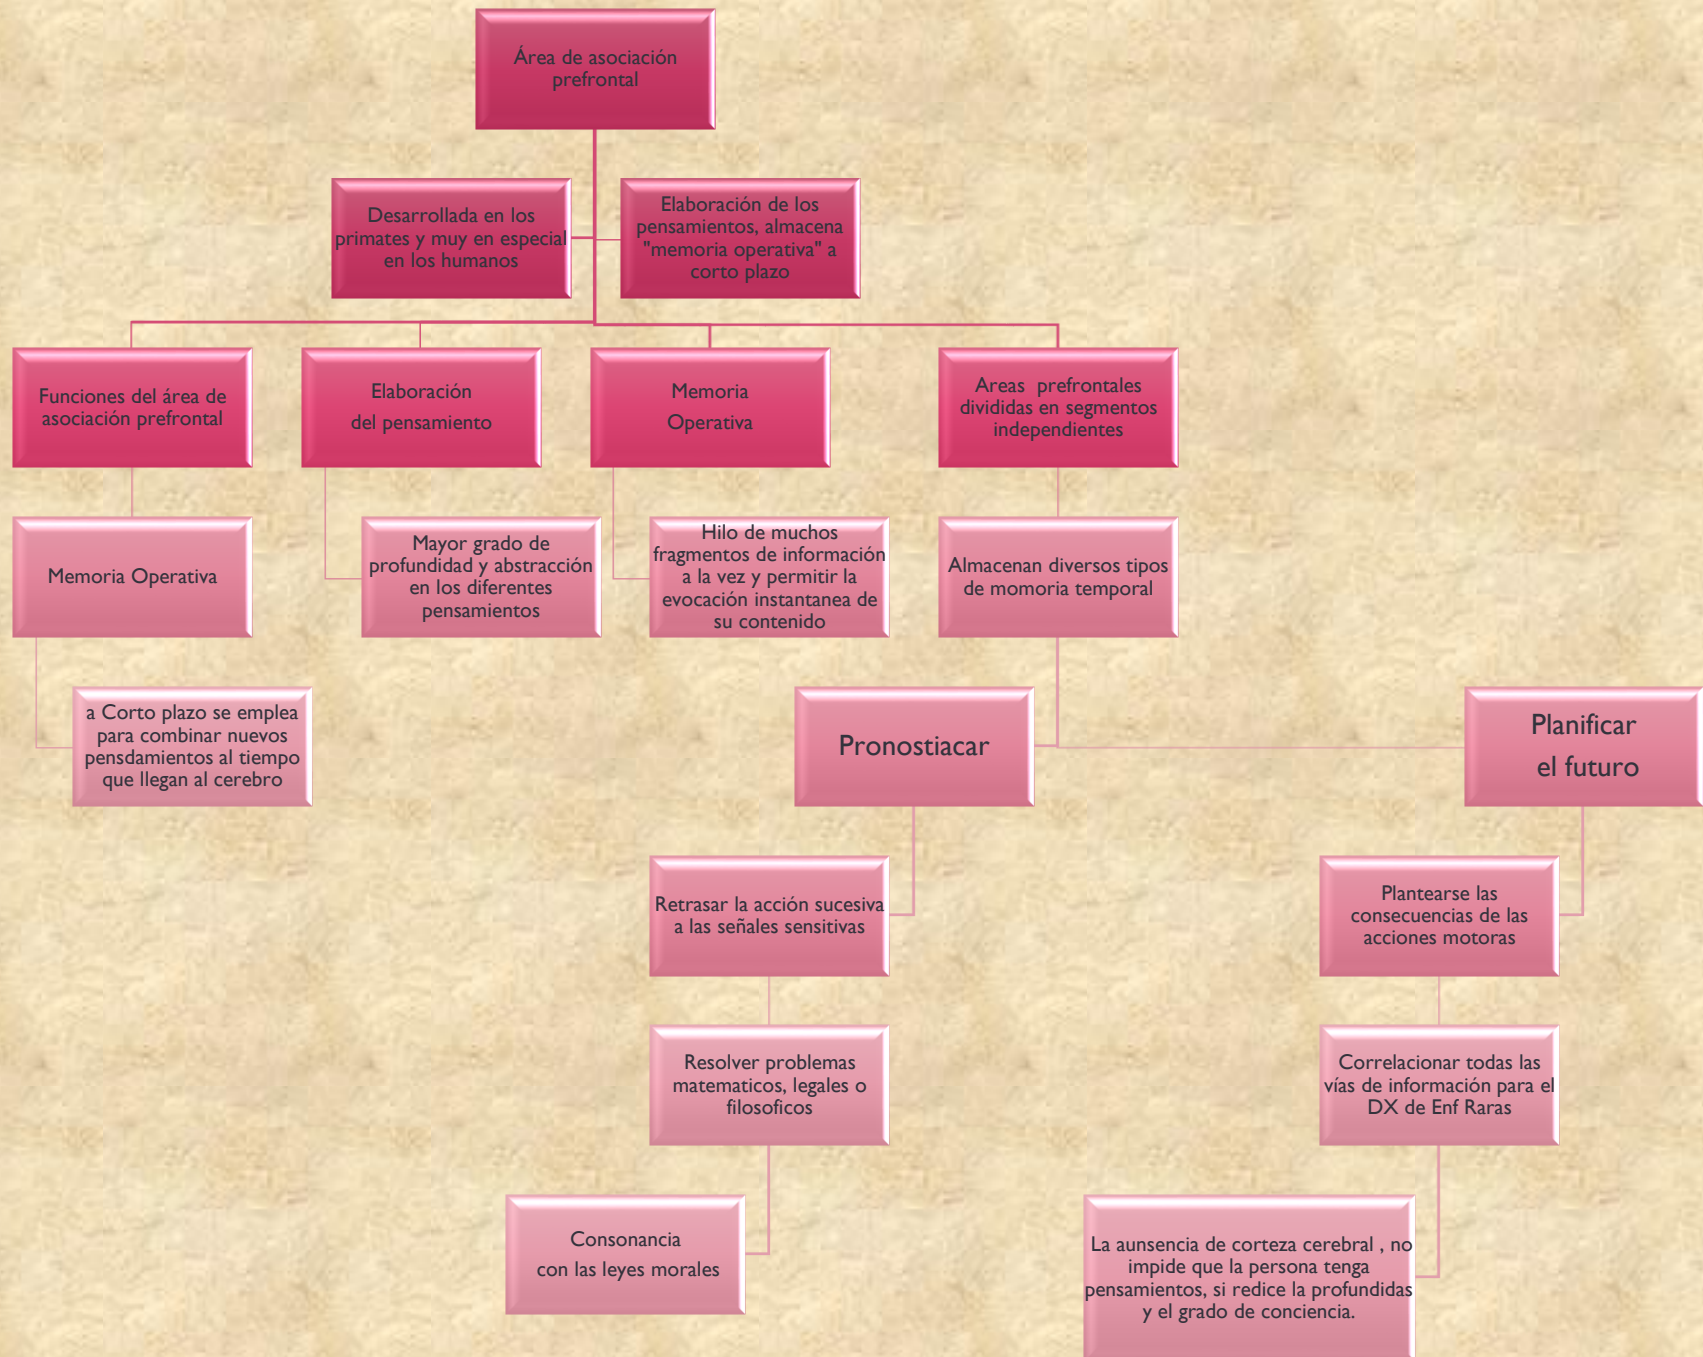 Área de asociación
prefrontal
Desarrollada en los
primates y muy en especial
en los humanos
Elaboración de los
pensamientos, almacena
"memoria operativa" a
corto plazo
Funciones del área de
asociación prefrontal
Elaboración
del pensamiento
Memoria
Operativa
Areas prefrontales
divididas en segmentos
independientes
Memoria Operativa
Mayor grado de
profundidad y abstracción
en los diferentes
pensamientos
Hilo de muchos
fragmentos de información
a la vez y permitir la
evocación instantanea de
su contenido
Almacenan diversos tipos
de momoria temporal
a Corto plazo se emplea
para combinar nuevos
pensdamientos al tiempo
que llegan al cerebro
Pronostiacar
Planificar
el futuro
Retrasar la acción sucesiva
a las señales sensitivas
Plantearse las
consecuencias de las
acciones motoras
Resolver problemas
matematicos, legales o
filosoficos
Correlacionar todas las
vías de información para el
DX de Enf Raras
Consonancia
con las leyes morales
La aunsencia de corteza cerebral , no
impide que la persona tenga
pensamientos, si redice la profundidas
y el grado de conciencia.